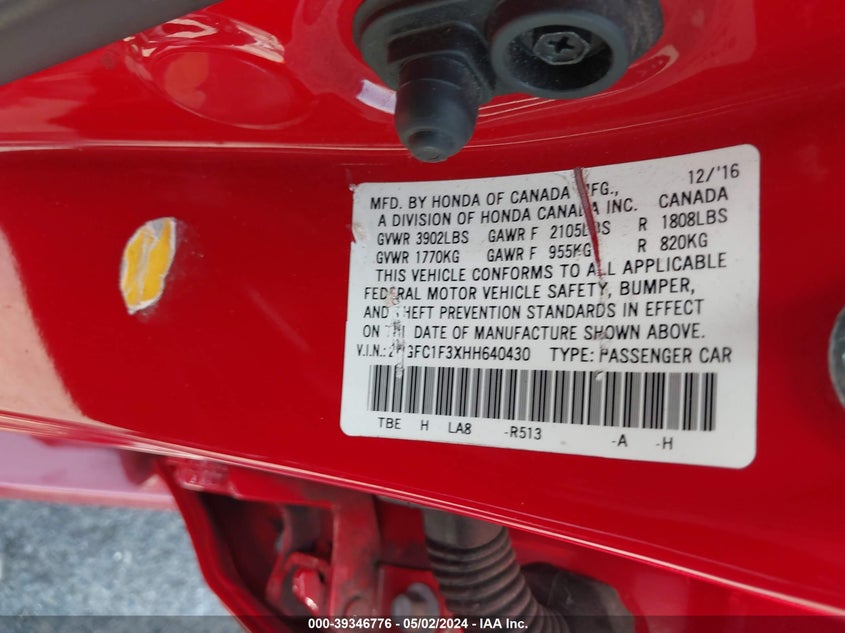 12/'16
MFD. BY HONDA OF CANADA MFG.,
A DIVISION OF HONDA CANADA INC. CANADA
GVWR 3902LBS GAWR F 2105LBS R 1808LBS
GVWR 1770KG GAWR F 955KG R 820KG
THIS VEHICLE CONFORMS TO ALL APPLICABLE
FEDERAL MOTOR VEHICLE SAFETY, BUMPER,
AND THEFT PREVENTION STANDARDS IN EFFECT
ON THE DATE OF MANUFACTURE SHOWN ABOVE.
V.I.N.: TYPE: PASSENGER CAR
TBE H LA8 -R513 -A -H
000-39346776 - 05/02/2024 - IAA Inc.